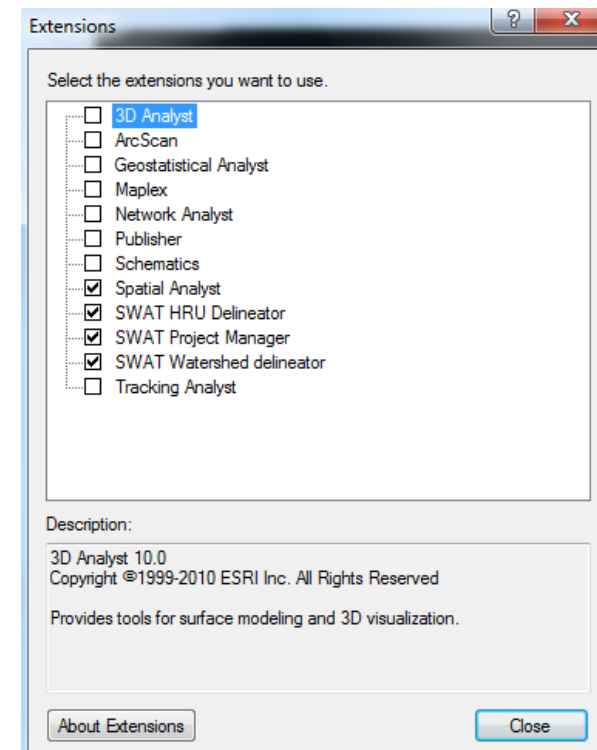 Extensions
Select the extensions you want to use.
3D Analyst
ArcScan
Geostatistical Analyst
Maplex
Network Analyst
Publisher
Schematics
Spatial Analyst
SWAT HRU Delineator
SWAT Project Manager
SWAT Watershed delineator
Tracking Analyst
Description:
3D Analyst 10.0
Copyright ©1999-2010 ESRI Inc. All Rights Reserved
Provides tools for surface modeling and 3D visualization.
About Extensions Close